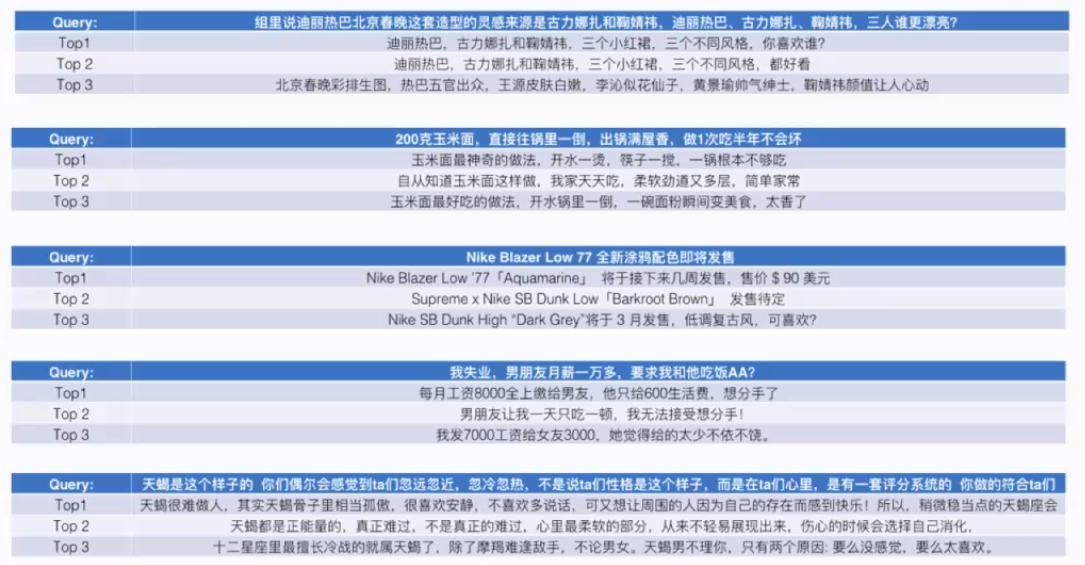 Query: 组里说迪丽热巴北京春晚这套造型的灵感来源是古力娜扎和鞠婧祎，迪丽热巴、古力娜扎、鞠婧祎，三人谁更漂亮？
Top1 迪丽热巴，古力娜扎和鞠婧祎，三个小红裙，三个不同风格，你喜欢谁？
Top 2 迪丽热巴，古力娜扎和鞠婧祎，三个小红裙，三个不同风格，都好看
Top 3 北京春晚彩排生图，热巴五官出众，王源皮肤白嫩，李沁似花仙子，黄景瑜帅气绅士，鞠婧祎颜值让人心动
Query: 200克玉米面，直接往锅里一倒，出锅满屋香，做1次吃半年不会坏
Top1 玉米面最神奇的做法，开水一烫，筷子一搅，一锅根本不够吃
Top 2 自从知道玉米面这样做，我家天天吃，柔软劲道又多层，简单家常
Top 3 玉米面最好吃的做法，开水锅里一倒，一碗面粉瞬间变美食，太香了
Query: Nike Blazer Low 77 全新涂鸦配色即将发售
Top1 Nike Blazer Low '77「Aquamarine」 将于接下来几周发售，售价 $ 90 美元
Top 2 Supreme x Nike SB Dunk Low「Barkroot Brown」 发售待定
Top 3 Nike SB Dunk High “Dark Grey”将于 3 月发售，低调复古风，可喜欢？
Query: 我失业，男朋友月薪一万多，要求我和他吃饭AA？
Top1 每月工资8000全上缴给男友，他只给600生活费，想分手了
Top 2 男朋友让我一天只吃一顿，我无法接受想分手！
Top 3 我发7000工资给女友3000，她觉得给的太少不依不饶。
Query: 天蝎是这个样子的 你们偶尔会感觉到ta们忽远忽近，忽冷忽热，不是说ta们性格是这个样子，而是在ta们心里，是有一套评分系统的 你做的符合ta们
Top1 天蝎很难做人，其实天蝎骨子里相当孤傲，很喜欢安静，不喜欢多说话，可又想让周围的人因为自己的存在而感到快乐！所以，稍微稳当点的天蝎座会
Top 2 天蝎都是正能量的，真正难过，不是真正的难过，心里最柔软的部分，从来不轻易展现出来，伤心的时候会选择自己消化，
Top 3 十二星座里最擅长冷战的就属天蝎了，除了摩羯难逢敌手，不论男女。天蝎男不理你，只有两个原因: 要么没感觉，要么太喜欢。